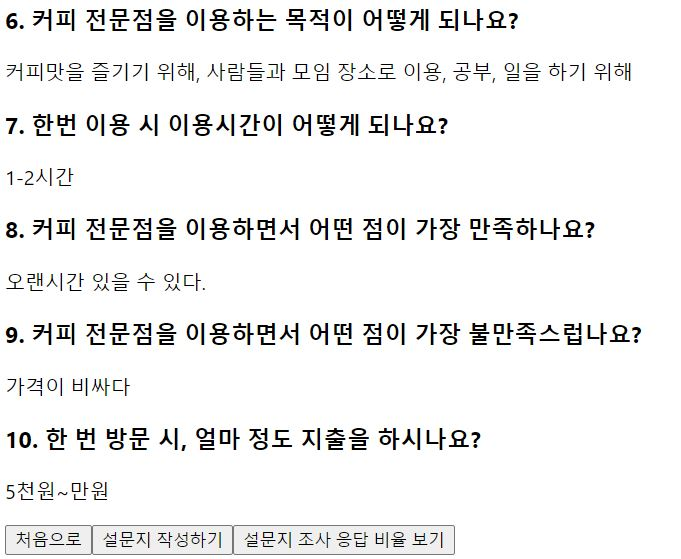 6. 커피 전문점을 이용하는 목적이 어떻게 되나요?
커피맛을 즐기기 위해, 사람들과 모임 장소로 이용, 공부, 일을 하기 위해
7. 한번 이용 시 이용시간이 어떻게 되나요?
1-2시간
8. 커피 전문점을 이용하면서 어떤 점이 가장 만족하나요?
오랜시간 있을 수 있다.
9. 커피 전문점을 이용하면서 어떤 점이 가장 불만족스럽나요?
가격이 비싸다
10. 한 번 방문 시, 얼마 정도 지출을 하시나요?
5천원~만원
처음으로 설문지 작성하기 설문지 조사 응답 비율 보기